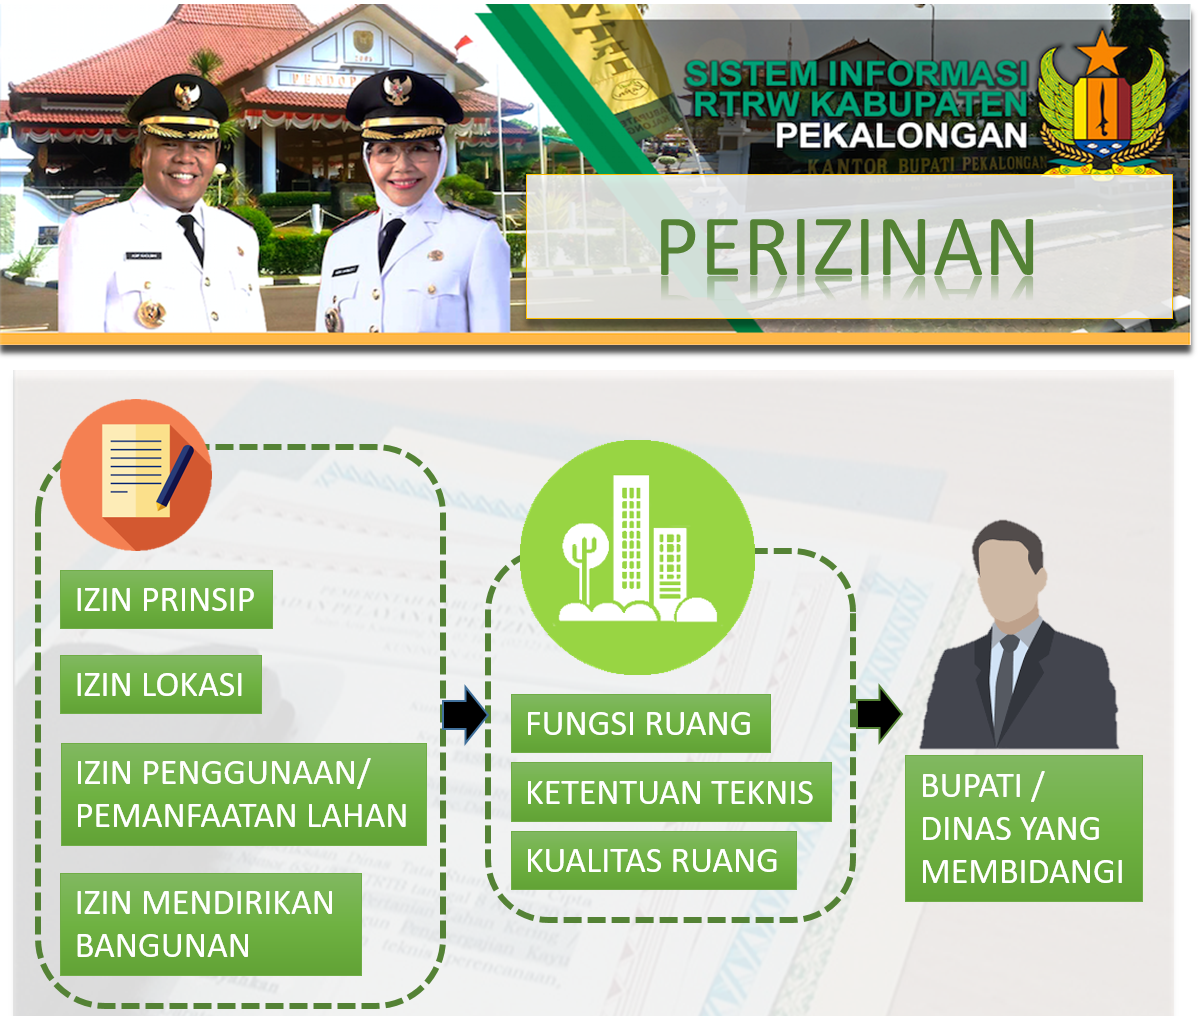 SISTEM INFORMASI
RTRW KABUPATEN
PEKALONGAN
KANTOR BUPATI PEKALONGAN
PERIZINAN
IZIN PRINSIP
IZIN LOKASI
IZIN PENGGUNAAN/
PEMANFAATAN LAHAN
IZIN MENDIRIKAN
BANGUNAN
FUNGSI RUANG
KETENTUAN TEKNIS
KUALITAS RUANG
BUPATI /
DINAS YANG
MEMBIDANGI